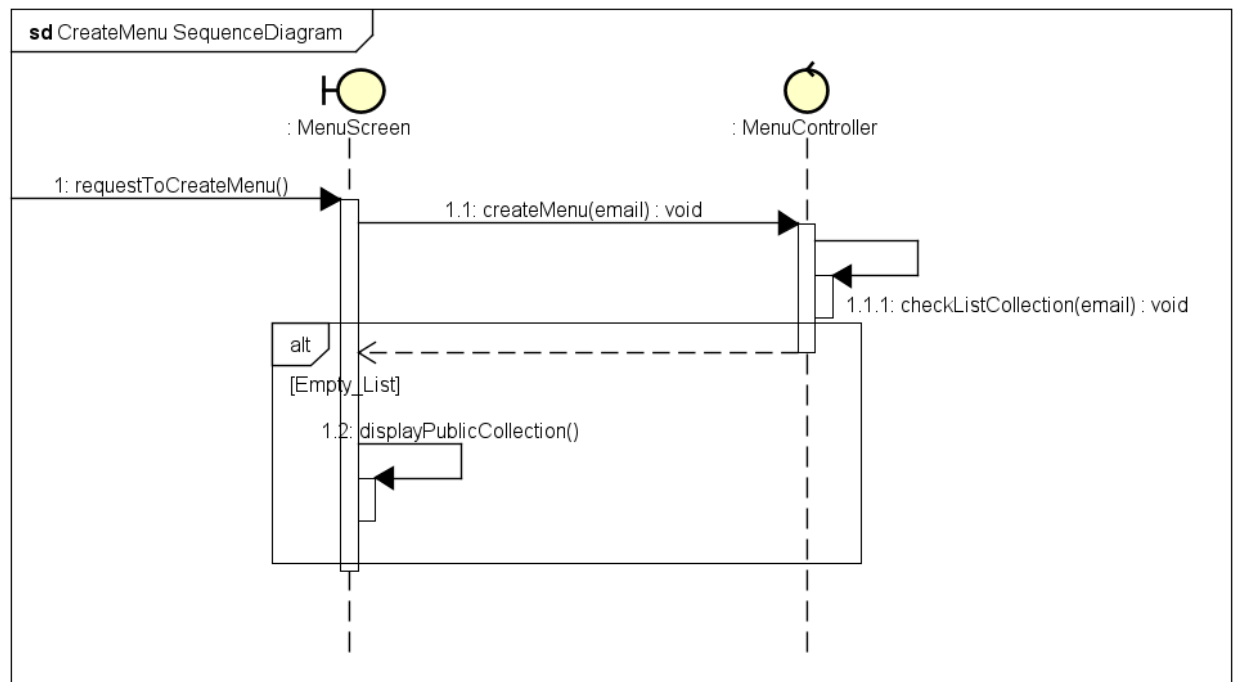 sd CreateMenu SequenceDiagram
: MenuScreen
: MenuController
1: requestToCreateMenu()
1.1: createMenu(email) : void
1.1.1: checkListCollection(email) : void
alt
[Empty_List]
1.2: displayPublicCollection()